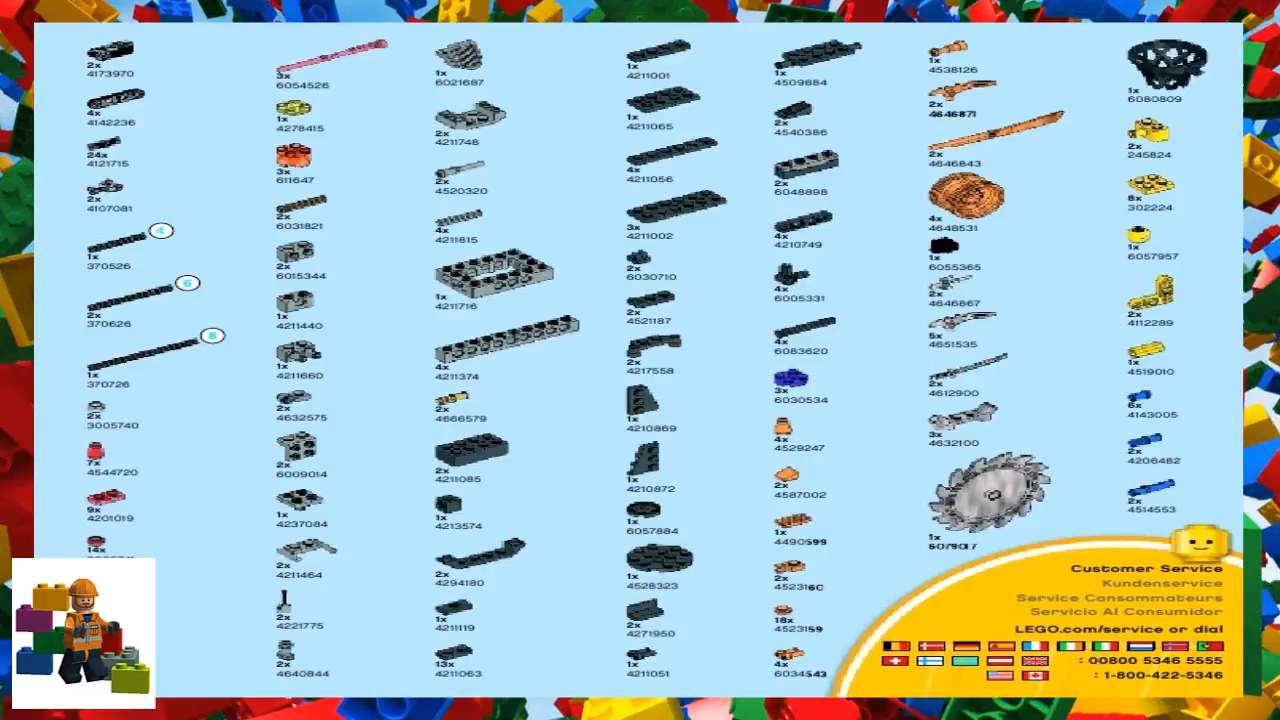 2x
4173970
4x
4142236
24x
4121715
2x
4107081
4
1x
370526
6
2x
370626
8
1x
370726
2x
3005740
7x
4544720
9x
4201019
14x
3x
6054526
1x
4278415
3x
611647
2x
6031821
2x
6015344
1x
4211440
1x
4211660
2x
4632575
2x
6009014
1x
4237084
2x
4211464
2x
4221775
2x
4640844
1x
6021687
2x
4211748
2x
4520320
4x
4211815
1x
4211716
4x
4211374
2x
4666579
2x
4211085
1x
4213574
2x
4294180
1x
4211119
13x
4211063
1x
4211001
1x
4211065
4x
4211056
3x
4211002
2x
6030710
2x
4521187
2x
4217558
1x
4210869
1x
4210872
1x
6057884
1x
4528323
2x
4271950
1x
4211051
1x
4509884
2x
4540386
2x
6048898
4x
4210749
4x
6005331
4x
6083620
3x
6030534
4x
4529247
2x
4587002
1x
4490599
2x
18x
4523159
4x
6034543
1x
4538126
2x
4646871
2x
4646843
4x
4648531
1x
6055365
2x
4646867
5x
4651535
2x
4612900
3x
4632100
1x
6079017
1x
6080809
2x
245824
8x
302224
1x
6057957
2x
4112289
1x
4519010
6x
4143005
2x
4206482
2x
4514553
Customer Service
Kundenservice
Service Consommateurs
Servicio Al Consumidor
LEGO.com/service or dial
: 00800 5346 5555
: 1-800-422-5346